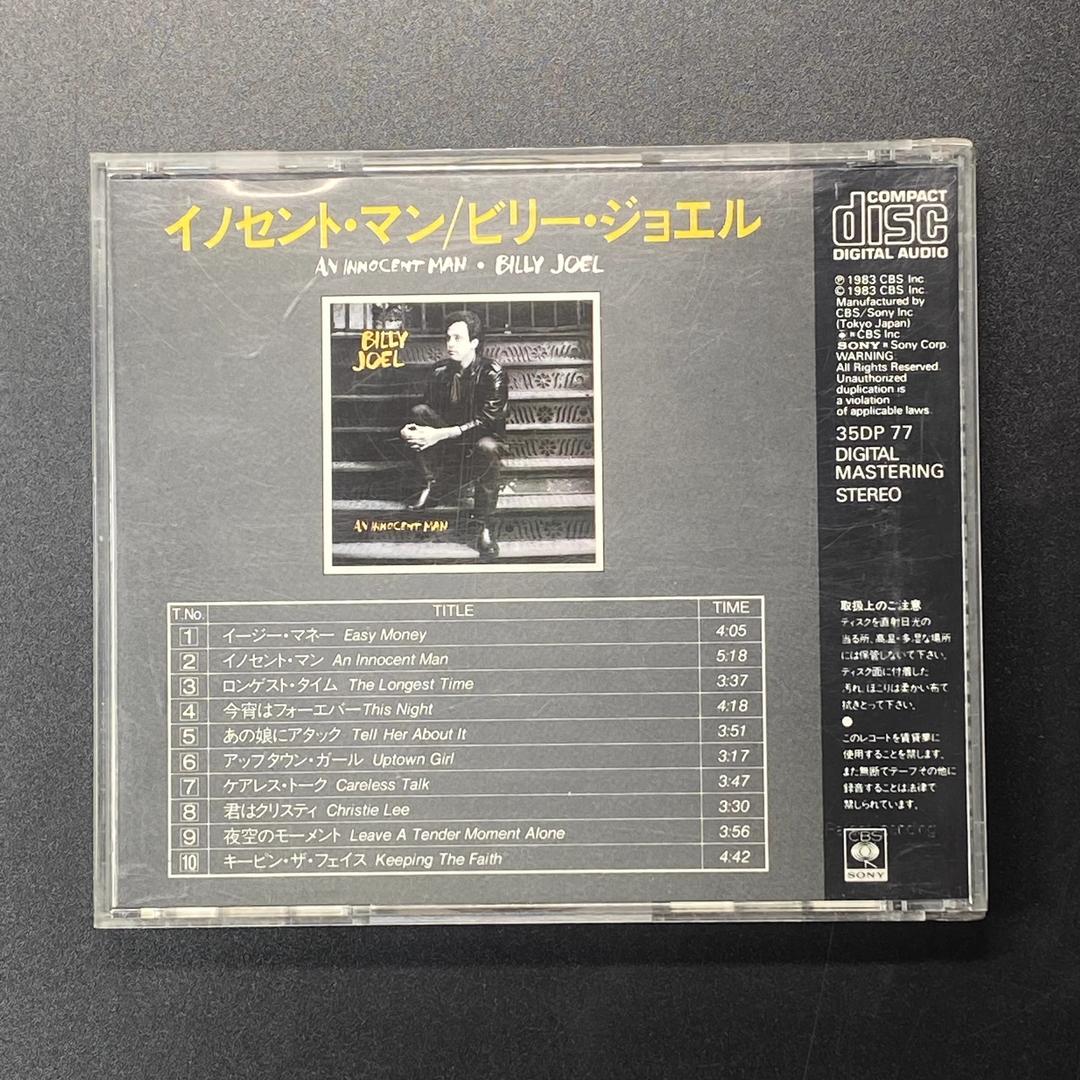 イノセント・マン/ビリー・ジョエル
AN INNOCENT MAN • BILLY JOEL
BILLY
JOEL
AN INNOCENT MAN
T.No. TITLE TIME
1 イージー・マネー Easy Money 4:05
2 イノセント・マン An Innocent Man 5:18
3 ロンゲスト・タイム The Longest Time 3:37
4 今宵はフォーエバー This Night 4:18
5 あの娘にアタック Tell Her About It 3:51
6 アップタウン・ガール Uptown Girl 3:17
7 ケアレス・トーク Careless Talk 3:47
8 君はクリスティ Christie Lee 3:30
9 夜空のモーメント Leave A Tender Moment Alone 3:56
10 キーピン・ザ・フェイス Keeping The Faith 4:42
COMPACT
disc
DIGITAL AUDIO
℗ 1983 CBS Inc.
© 1983 CBS Inc.
Manufactured by
CBS/Sony Inc
(Tokyo Japan)
CBS Inc
SONY Sony Corp.
WARNING:
All Rights Reserved.
Unauthorized
duplication is
a violation
of applicable laws.
35DP 77
DIGITAL
MASTERING
STEREO
取扱上のご注意
ディスクを直射日光の
当る所、高温・多湿な場所
には保管しないで下さい。
ディスク面に付着した
汚れ、ほこりは柔かい布で
拭きとって下さい。
●
このレコードを賃貸業に
使用することを禁します。
また無断でテープその他に
録音することは法律で
禁しられています。
CBS
SONY